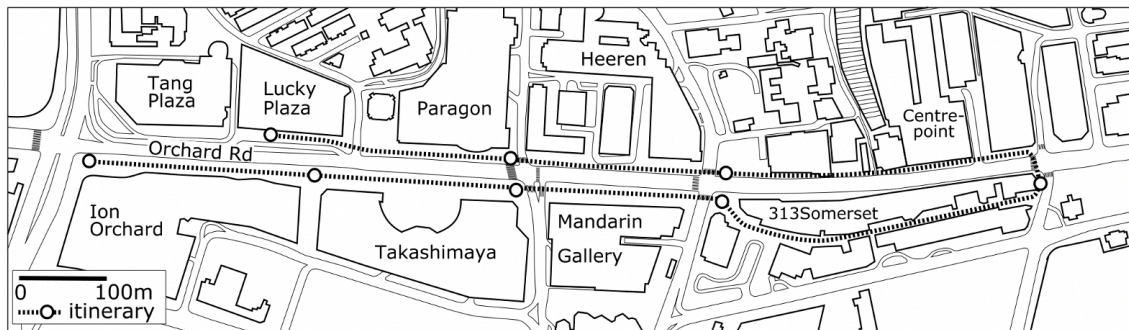 Heeren
Tang
Plaza
Lucky
Plaza
Paragon
Centre-
point
Orchard Rd
Ion
Orchard
Takashimaya
Mandarin
Gallery
313Somerset
0 100m
itinerary